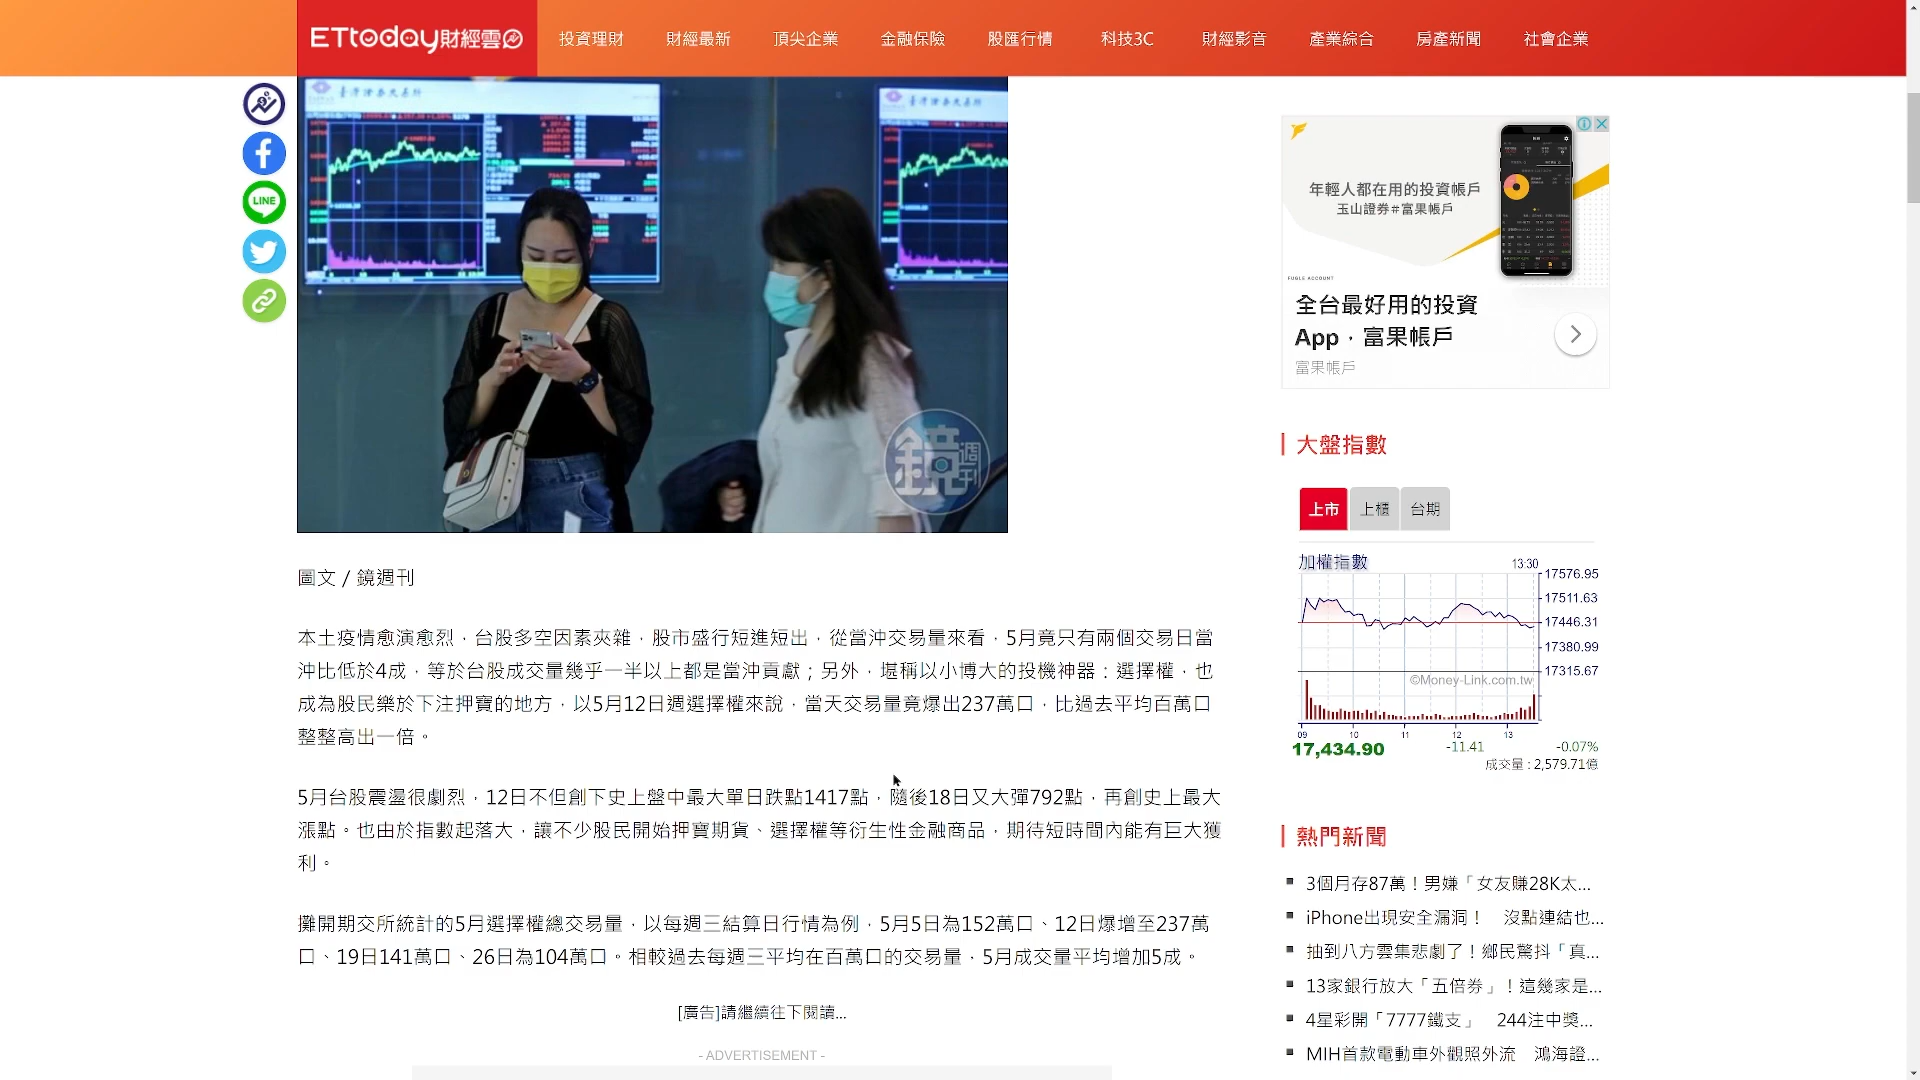 ETtoday財經雲
投資理財
財經最新
頂尖企業
金融保險
股匯行情
科技3C
財經影音
產業綜合
房產新聞
社會企業
LINE
鏡週刊
圖文 / 鏡週刊
本土疫情愈演愈烈，台股多空因素夾雜，股市盛行短進短出，從當沖交易量來看，5月竟只有兩個交易日當
沖比低於4成，等於台股成交量幾乎一半以上都是當沖貢獻；另外，堪稱以小博大的投機神器：選擇權，也
成為股民樂於下注押寶的地方，以5月12日週選擇權來說，當天交易量竟爆出237萬口，比過去平均百萬口
整整高出一倍。
5月台股震盪很劇烈，12日不但創下史上盤中最大單日跌點1417點，隨後18日又大彈792點，再創史上最大
漲點。也由於指數起落大，讓不少股民開始押寶期貨、選擇權等衍生性金融商品，期待短時間內能有巨大獲
利。
攤開期交所統計的5月選擇權總交易量，以每週三結算日行情為例，5月5日為152萬口、12日爆增至237萬
口、19日141萬口、26日為104萬口。相較過去每週三平均在百萬口的交易量，5月成交量平均增加5成。
[廣告]請繼續往下閱讀...
- ADVERTISEMENT -
年輕人都在用的投資帳戶
玉山證券#富果帳戶
FUGLE ACCOUNT
全台最好用的投資
App，富果帳戶
富果帳戶
大盤指數
上市
上櫃
台期
加權指數
13:30
17576.95
17511.63
17446.31
17380.99
17315.67
©Money-Link.com.tw
09 10 11 12 13
17,434.90
-11.41
-0.07%
成交量 : 2,579.71億
熱門新聞
3個月存87萬！男嫌「女友賺28K太...
iPhone出現安全漏洞！　沒點連結也...
抽到八方雲集悲劇了！鄉民驚抖「真...
13家銀行放大「五倍券」！這幾家是...
4星彩開「7777鐵支」　244注中獎...
MIH首款電動車外觀照外流　鴻海證...